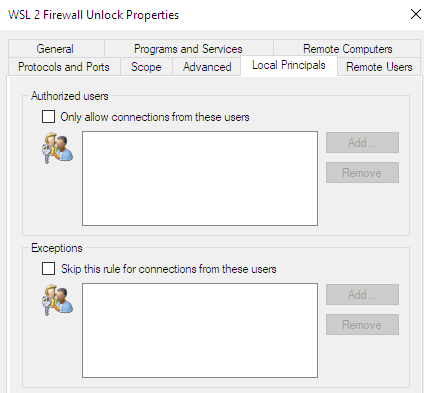 WSL 2 Firewall Unlock Properties
General Programs and Services Remote Computers
Protocols and Ports Scope Advanced Local Principals Remote Users
Authorized users
Only allow connections from these users
Add...
Remove
Exceptions
Skip this rule for connections from these users
Add...
Remove